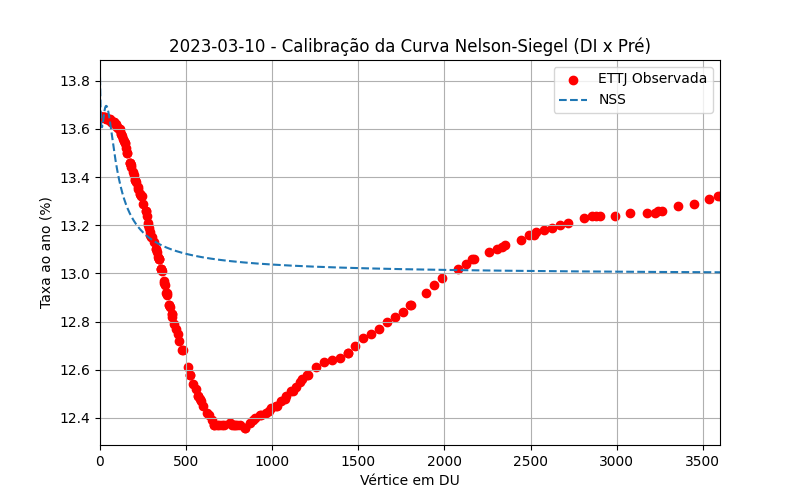 2023-03-10 - Calibração da Curva Nelson-Siegel (DI x Pré)
ETTJ Observada
NSS
Taxa ao ano (%)
13.8
13.6
13.4
13.2
13.0
12.8
12.6
12.4
0 500 1000 1500 2000 2500 3000 3500
Vértice em DU